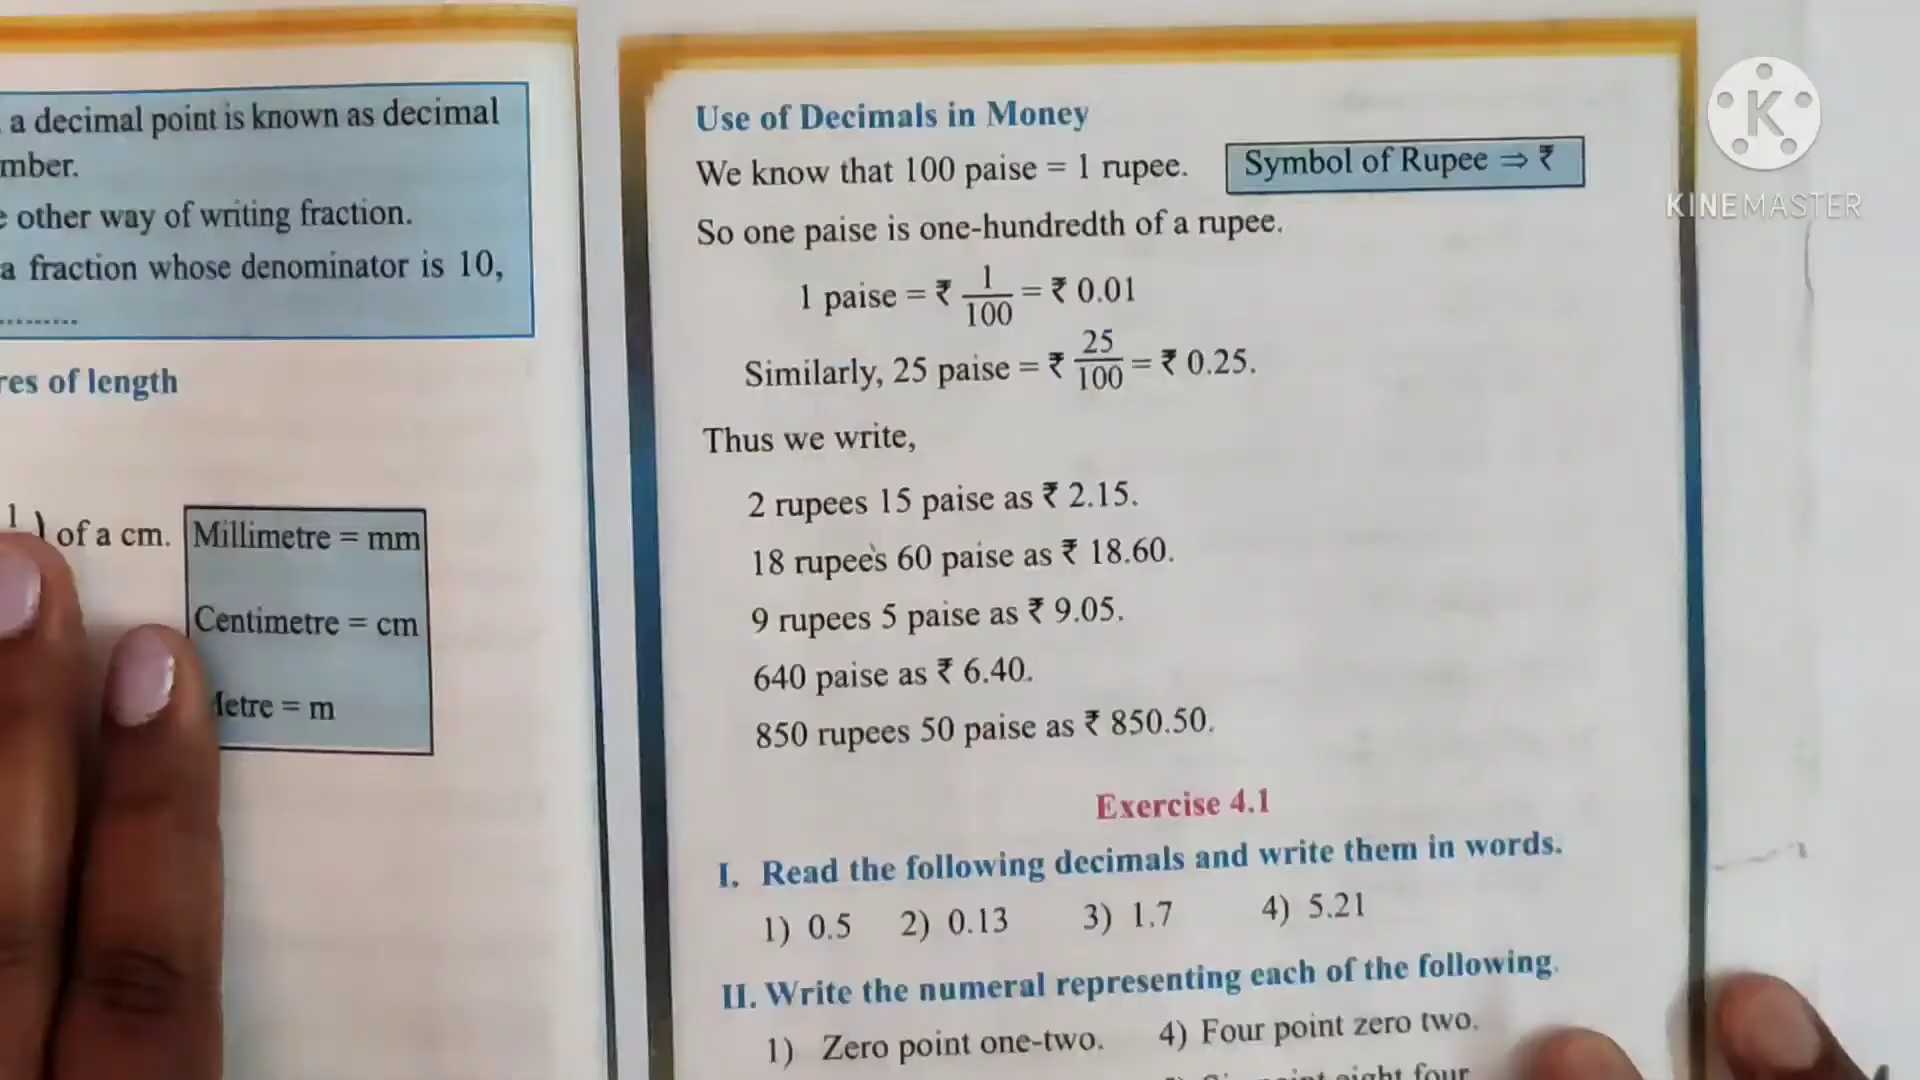 a decimal point is known as decimal
other way of writing fraction.
a fraction whose denominator is 10,
..........
of length
1
) of a cm.
Millimetre = mm
Centimetre = cm
= m
Use of Decimals in Money
We know that 100 paise = 1 rupee.
Symbol of Rupee ⇒ ₹
So one paise is one-hundredth of a rupee.
1 paise = ₹ 1/100 = ₹ 0.01
Similarly, 25 paise = ₹ 25/100 = ₹ 0.25.
Thus we write,
2 rupees 15 paise as ₹ 2.15.
18 rupees 60 paise as ₹ 18.60.
9 rupees 5 paise as ₹ 9.05.
640 paise as ₹ 6.40.
850 rupees 50 paise as ₹ 850.50.
Exercise 4.1
I. Read the following decimals and write them in words.
1) 0.5 2) 0.13 3) 1.7 4) 5.21
II. Write the numeral representing each of the following.
1) Zero point one-two. 4) Four point zero two.
eight four
K
KINEMASTER